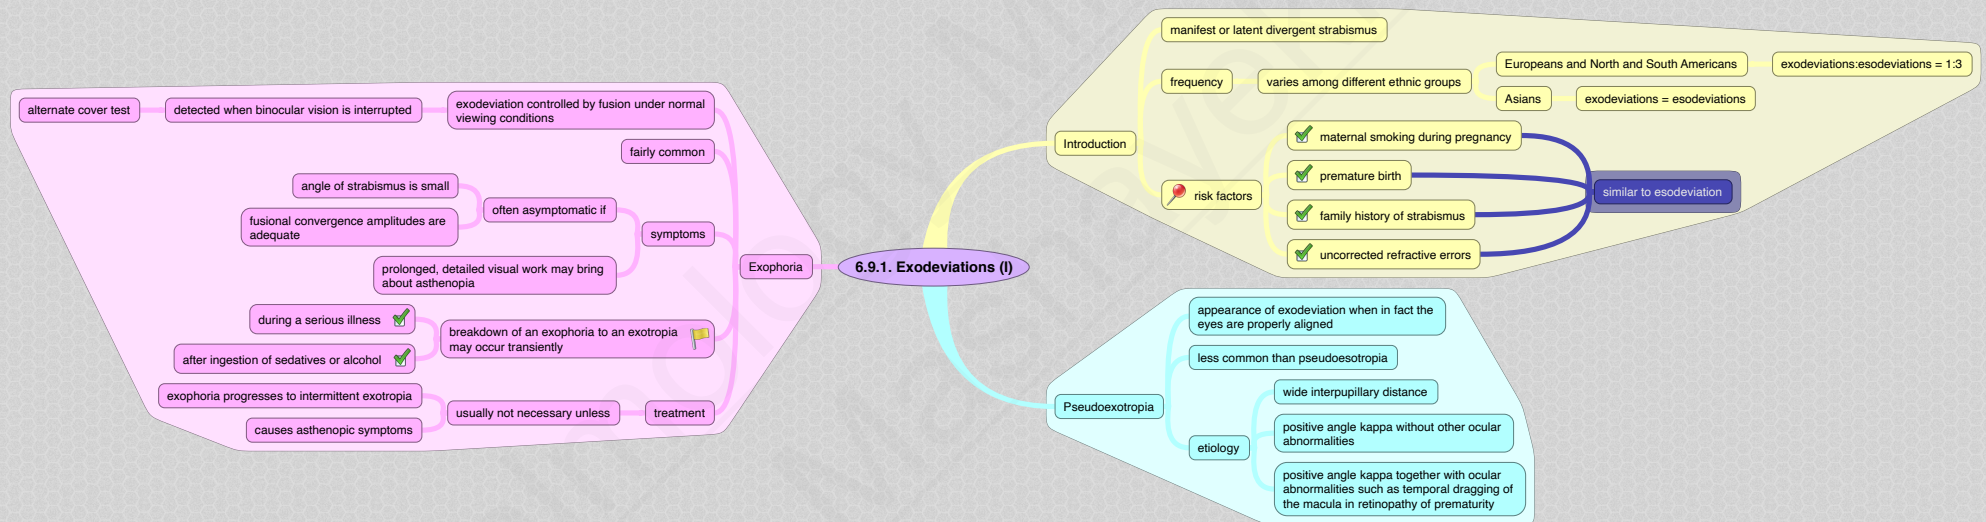 6.9.1. Exodeviations (I)
Introduction
manifest or latent divergent strabismus
frequency
varies among different ethnic groups
Europeans and North and South Americans
exodeviations:esodeviations = 1:3
Asians
exodeviations = esodeviations
risk factors
maternal smoking during pregnancy
premature birth
family history of strabismus
uncorrected refractive errors
similar to esodeviation
Pseudoexotropia
appearance of exodeviation when in fact the
eyes are properly aligned
less common than pseudoesotropia
etiology
wide interpupillary distance
positive angle kappa without other ocular
abnormalities
positive angle kappa together with ocular
abnormalities such as temporal dragging of
the macula in retinopathy of prematurity
Exophoria
exodeviation controlled by fusion under normal
viewing conditions
detected when binocular vision is interrupted
alternate cover test
fairly common
symptoms
often asymptomatic if
angle of strabismus is small
fusional convergence amplitudes are
adequate
prolonged, detailed visual work may bring
about asthenopia
breakdown of an exophoria to an exotropia
may occur transiently
during a serious illness
after ingestion of sedatives or alcohol
treatment
usually not necessary unless
exophoria progresses to intermittent exotropia
causes asthenopic symptoms